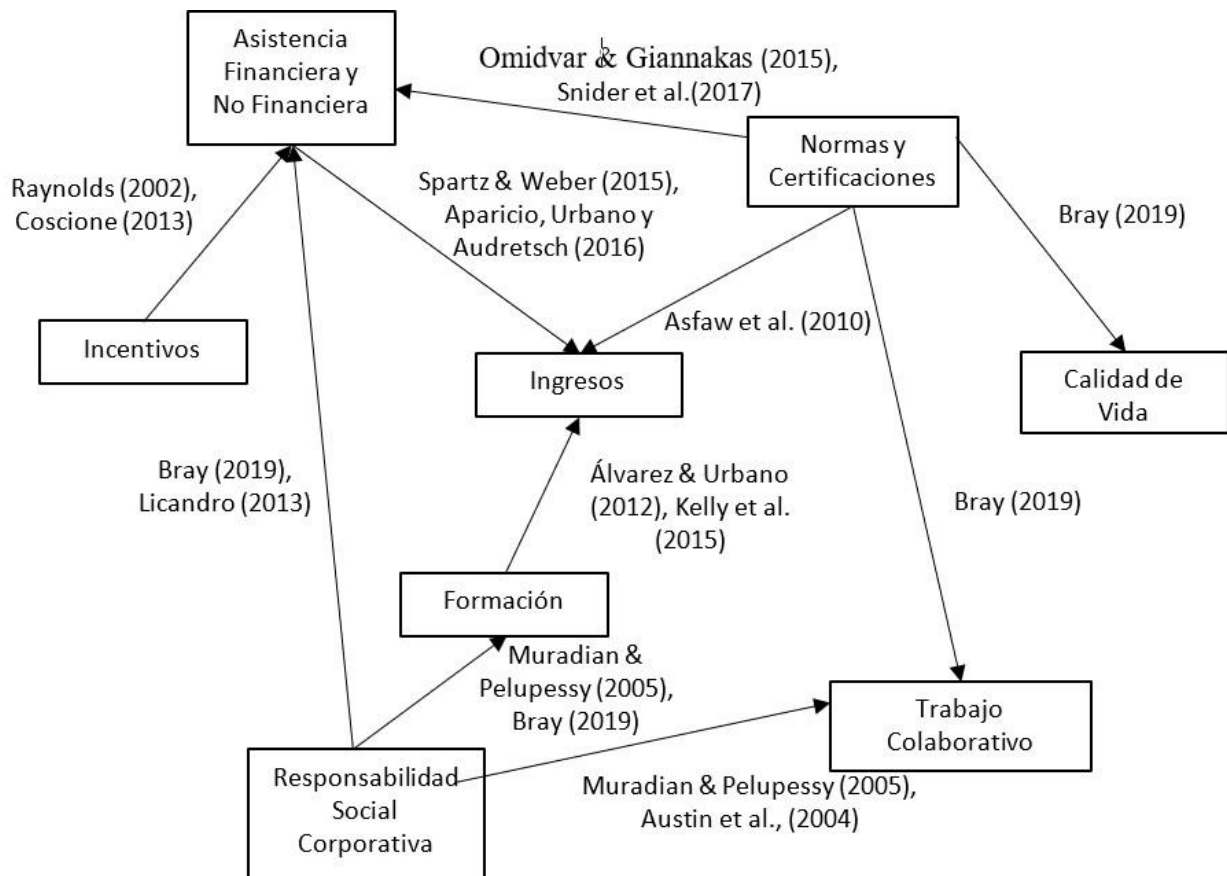 Asistencia
Financiera y
No Financiera
Omidvar & Giannakas (2015),
Snider et al.(2017)
Normas y
Certificaciones
Raynolds (2002),
Coscione (2013)
Spartz & Weber (2015),
Aparicio, Urbano y
Audretsch (2016)
Bray (2019)
Incentivos
Asfaw et al. (2010)
Ingresos
Calidad de
Vida
Bray (2019),
Licandro (2013)
Álvarez & Urbano
(2012), Kelly et al.
(2015)
Bray (2019)
Formación
Muradian &
Pelupessy (2005),
Bray (2019)
Trabajo
Colaborativo
Responsabilidad
Social
Corporativa
Muradian & Pelupessy (2005),
Austin et al., (2004)